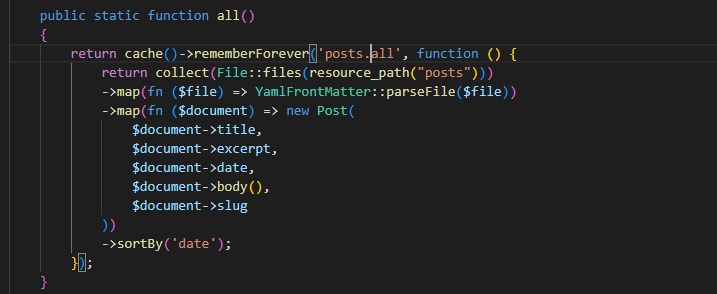 public static function all()
{
return cache()->rememberForever('posts.all', function () {
return collect(File::files(resource_path("posts")))
->map(fn ($file) => YamlFrontMatter::parseFile($file))
->map(fn ($document) => new Post(
$document->title,
$document->excerpt,
$document->date,
$document->body(),
$document->slug
))
->sortBy('date');
});
}